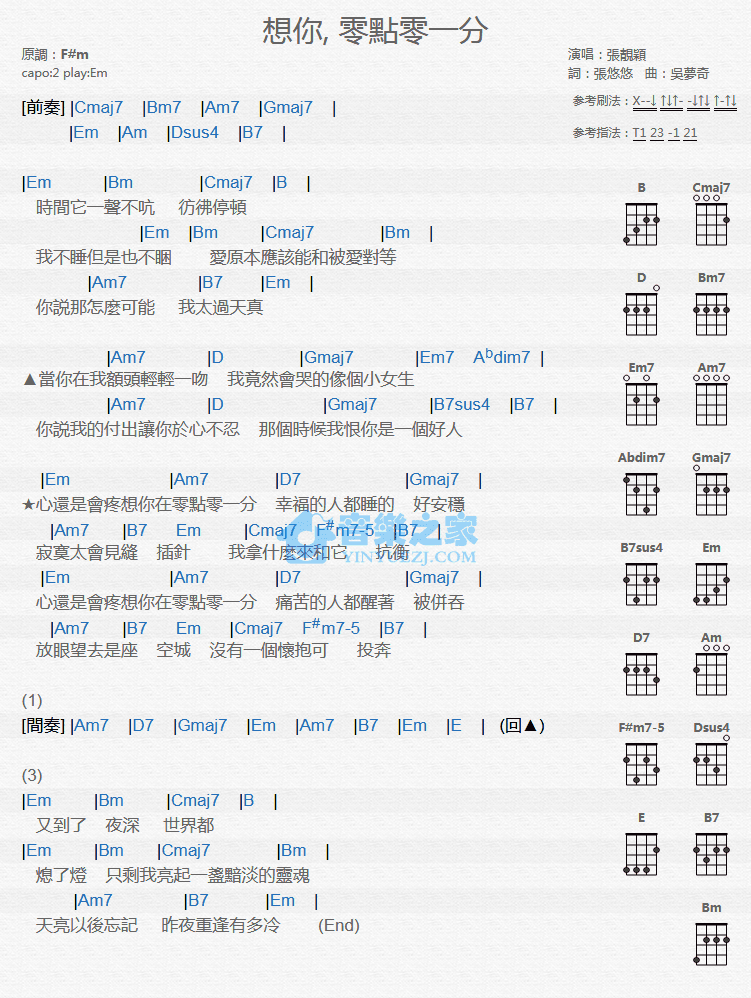 想你, 零點零一分
原調：F#m
capo:2 play:Em
演唱：張靚穎
詞：張悠悠　曲：吳夢奇
參考刷法：X--↓ ↑↓↑- -↓↑↓ ↑-↑↓
參考指法：T1 23 -1 21
[前奏] |Cmaj7 |Bm7 |Am7 |Gmaj7 |
|Em |Am |Dsus4 |B7 |
|Em |Bm |Cmaj7 |B |
時間它一聲不吭　彷彿停頓
|Em |Bm |Cmaj7 |Bm |
我不睡但是也不睏　愛原本應該能和被愛對等
|Am7 |B7 |Em |
你説那怎麼可能　我太過天真
|Am7 |D |Gmaj7 |Em7 Abdim7 |
▲當你在我額頭輕輕一吻　我竟然會哭的像個小女生
|Am7 |D |Gmaj7 |B7sus4 |B7 |
你說我的付出讓你於心不忍　那個時候我恨你是一個好人
|Em |Am7 |D7 |Gmaj7 |
★心還是會疼想你在零點零一分　幸福的人都睡的　好安穩
|Am7 |B7 Em |Cmaj7 F#m7-5 |B7 |
寂寞太會見縫　插針　我拿什麼來和它　抗衡
|Em |Am7 |D7 |Gmaj7 |
心還是會疼想你在零點零一分　痛苦的人都醒著　被併吞
|Am7 |B7 Em |Cmaj7 F#m7-5 |B7 |
放眼望去是座　空城　沒有一個懷抱可　投奔
(1)
[間奏] |Am7 |D7 |Gmaj7 |Em |Am7 |B7 |Em |E | (回▲)
(3)
|Em |Bm |Cmaj7 |B |
又到了　夜深　世界都
|Em |Bm |Cmaj7 |Bm |
熄了燈　只剩我亮起一盞黯淡的靈魂
|Am7 |B7 |Em |
天亮以後忘記　昨夜重逢有多冷　(End)
音樂之家
YINYUEZJ.COM
B Cmaj7
D Bm7
Em7 Am7
Abdim7 Gmaj7
B7sus4 Em
D7 Am
F#m7-5 Dsus4
E B7
Bm